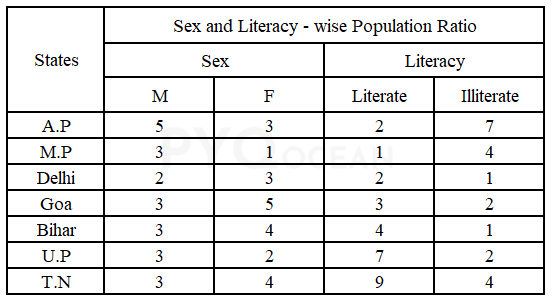 Sex and Literacy - wise Population Ratio
States Sex Literacy
M F Literate Illiterate
A.P 5 3 2 7
M.P 3 1 1 4
Delhi 2 3 2 1
Goa 3 5 3 2
Bihar 3 4 4 1
U.P 3 2 7 2
T.N 3 4 9 4
PYQ OCEAN